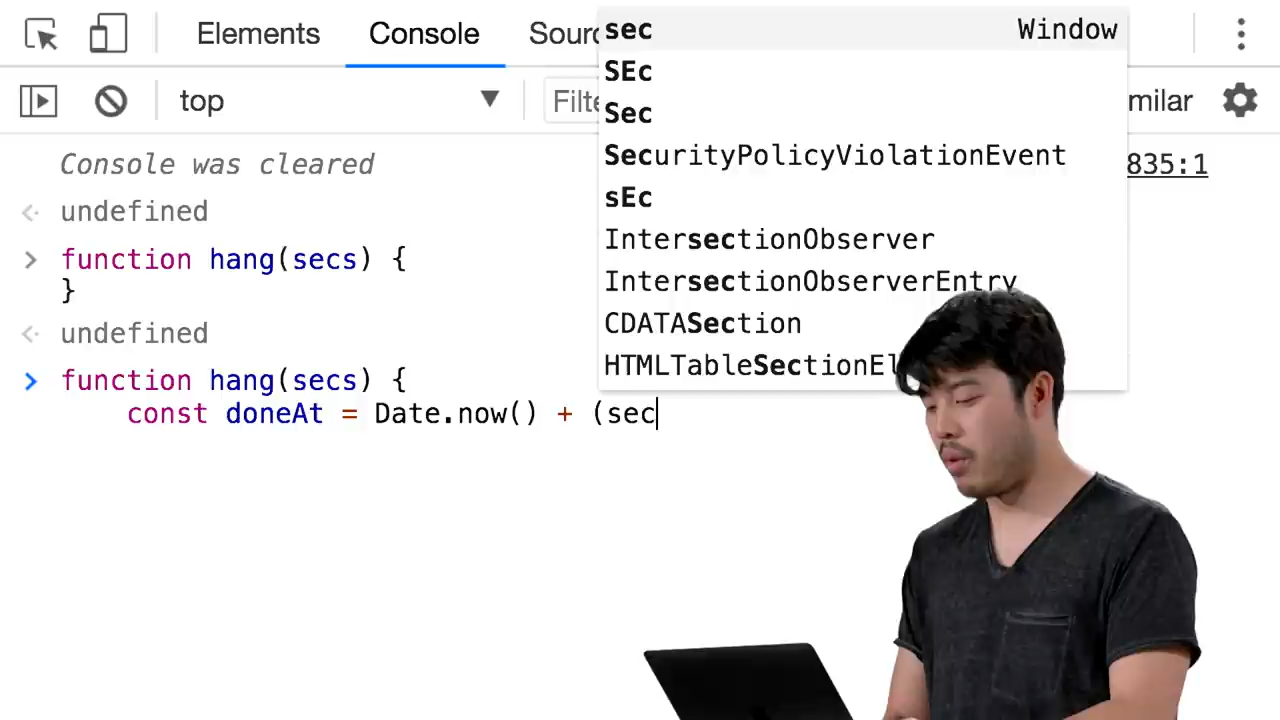 Elements Console Sourc
top ▼ Filte milar
Console was cleared 835:1
undefined
function hang(secs) {
}
undefined
function hang(secs) {
const doneAt = Date.now() + (sec
sec Window
SEc
Sec
SecurityPolicyViolationEvent
sEc
IntersectionObserver
IntersectionObserverEntry
CDATASection
HTMLTableSectionEl